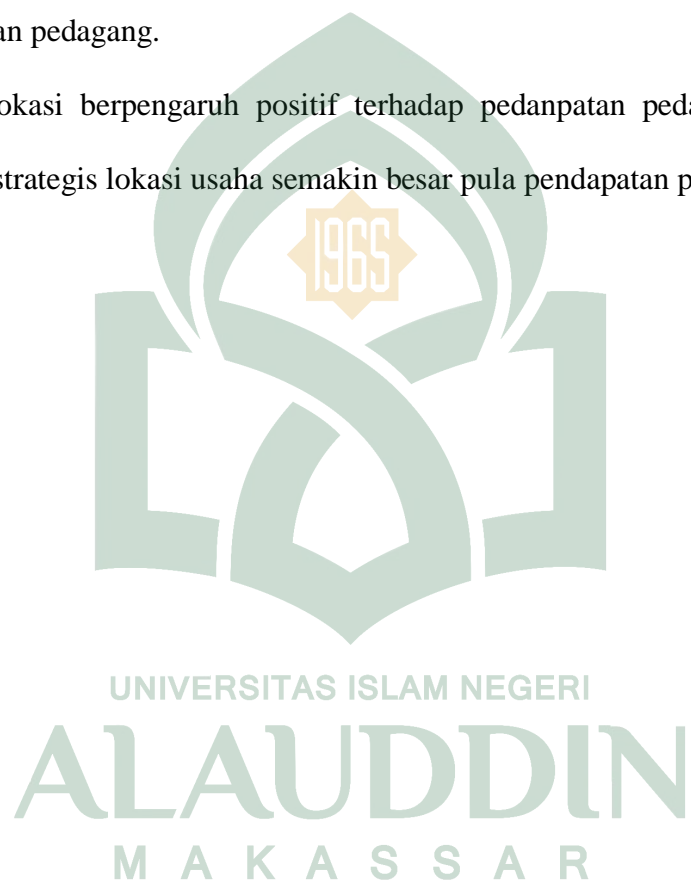 an pedagang.
okasi berpengaruh positif terhadap pedanpatan peda
strategis lokasi usaha semakin besar pula pendapatan p
1965
UNIVERSITAS ISLAM NEGERI
ALAUDDIN
MAKASSAR